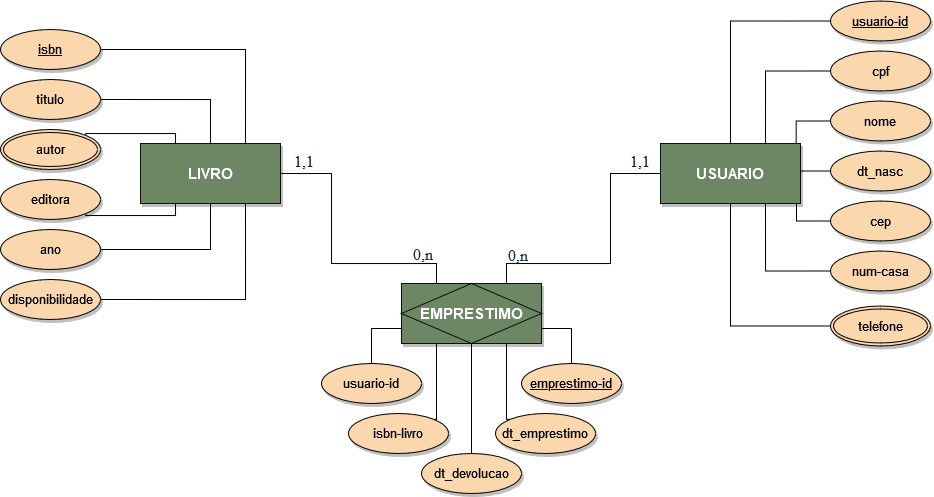 isbn
titulo
autor
editora
ano
disponibilidade
LIVRO
1,1
0,n
1,1
0,n
USUARIO
usuario-id
cpf
nome
dt_nasc
cep
num-casa
telefone
EMPRESTIMO
usuario-id
isbn-livro
dt_devolucao
dt_emprestimo
emprestimo-id